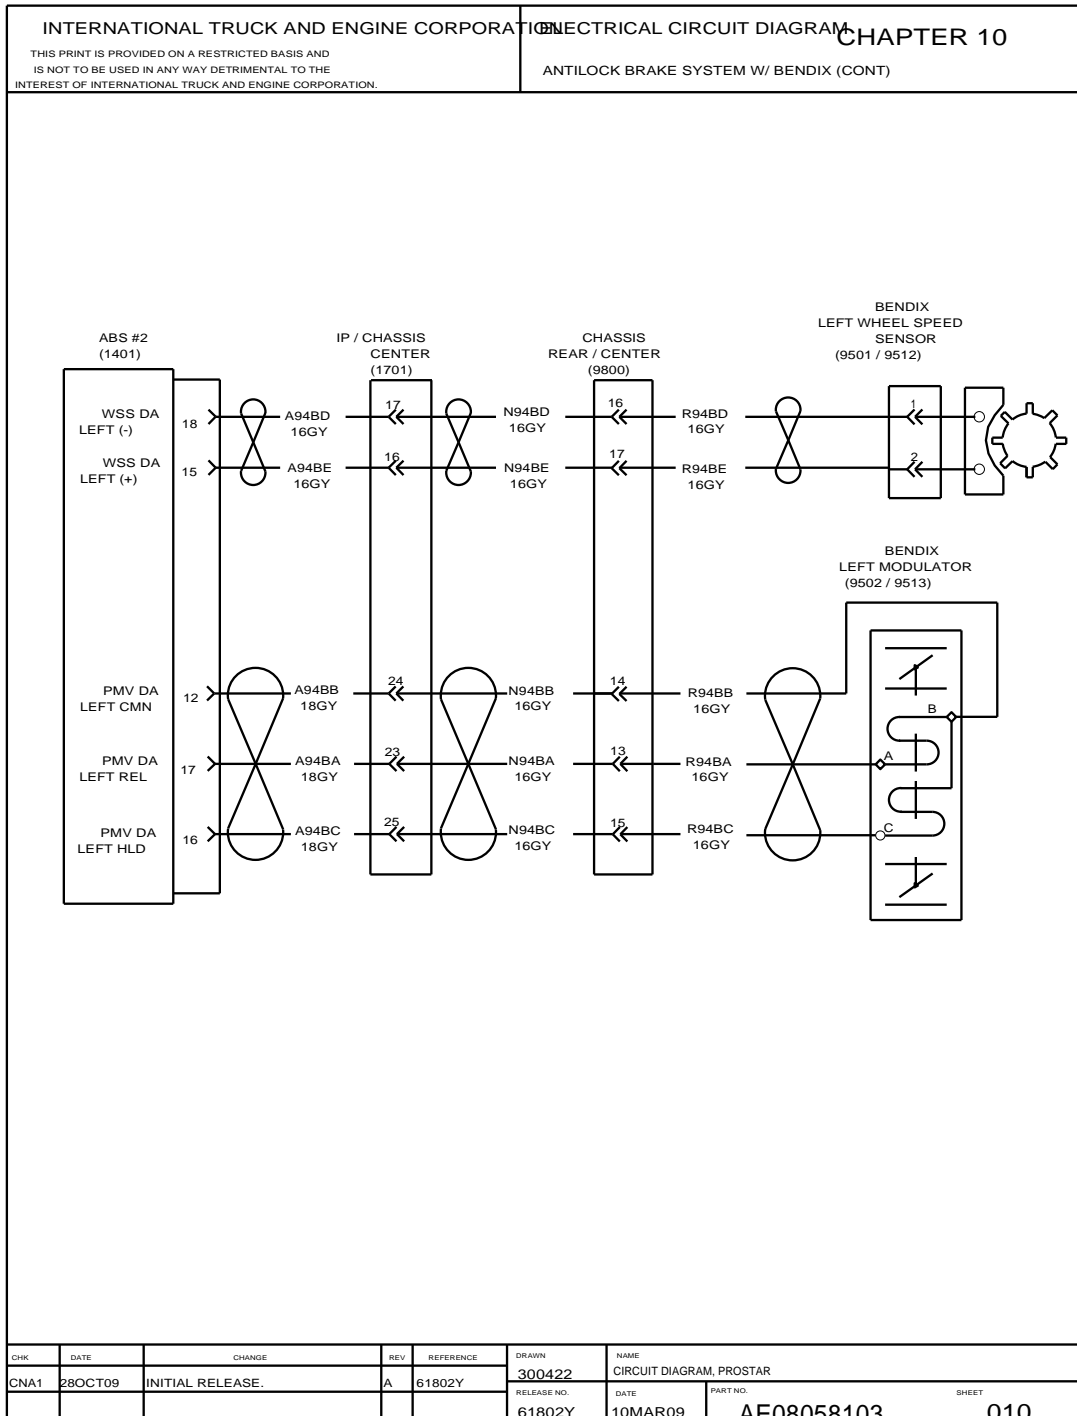 INTERNATIONAL TRUCK AND ENGINE CORPORATION
THIS PRINT IS PROVIDED ON A RESTRICTED BASIS AND
IS NOT TO BE USED IN ANY WAY DETRIMENTAL TO THE
INTEREST OF INTERNATIONAL TRUCK AND ENGINE CORPORATION.
ELECTRICAL CIRCUIT DIAGRAM
CHAPTER 10
ANTILOCK BRAKE SYSTEM W/ BENDIX (CONT)
ABS #2
(1401)
IP / CHASSIS
CENTER
(1701)
CHASSIS
REAR / CENTER
(9800)
BENDIX
LEFT WHEEL SPEED
SENSOR
(9501 / 9512)
WSS DA
LEFT (-)
18
A94BD
16GY
17
N94BD
16GY
16
R94BD
16GY
1
WSS DA
LEFT (+)
15
A94BE
16GY
16
N94BE
16GY
17
R94BE
16GY
2
BENDIX
LEFT MODULATOR
(9502 / 9513)
PMV DA
LEFT CMN
12
A94BB
18GY
24
N94BB
16GY
14
R94BB
16GY
B
PMV DA
LEFT REL
17
A94BA
18GY
23
N94BA
16GY
13
R94BA
16GY
A
PMV DA
LEFT HLD
16
A94BC
18GY
25
N94BC
16GY
15
R94BC
16GY
C
CHK DATE CHANGE REV REFERENCE
CNA1 28OCT09 INITIAL RELEASE. A 61802Y
DRAWN
300422
NAME
CIRCUIT DIAGRAM, PROSTAR
RELEASE NO.
61802Y
DATE
10MAR09
PART NO.
AE08058103
SHEET
010